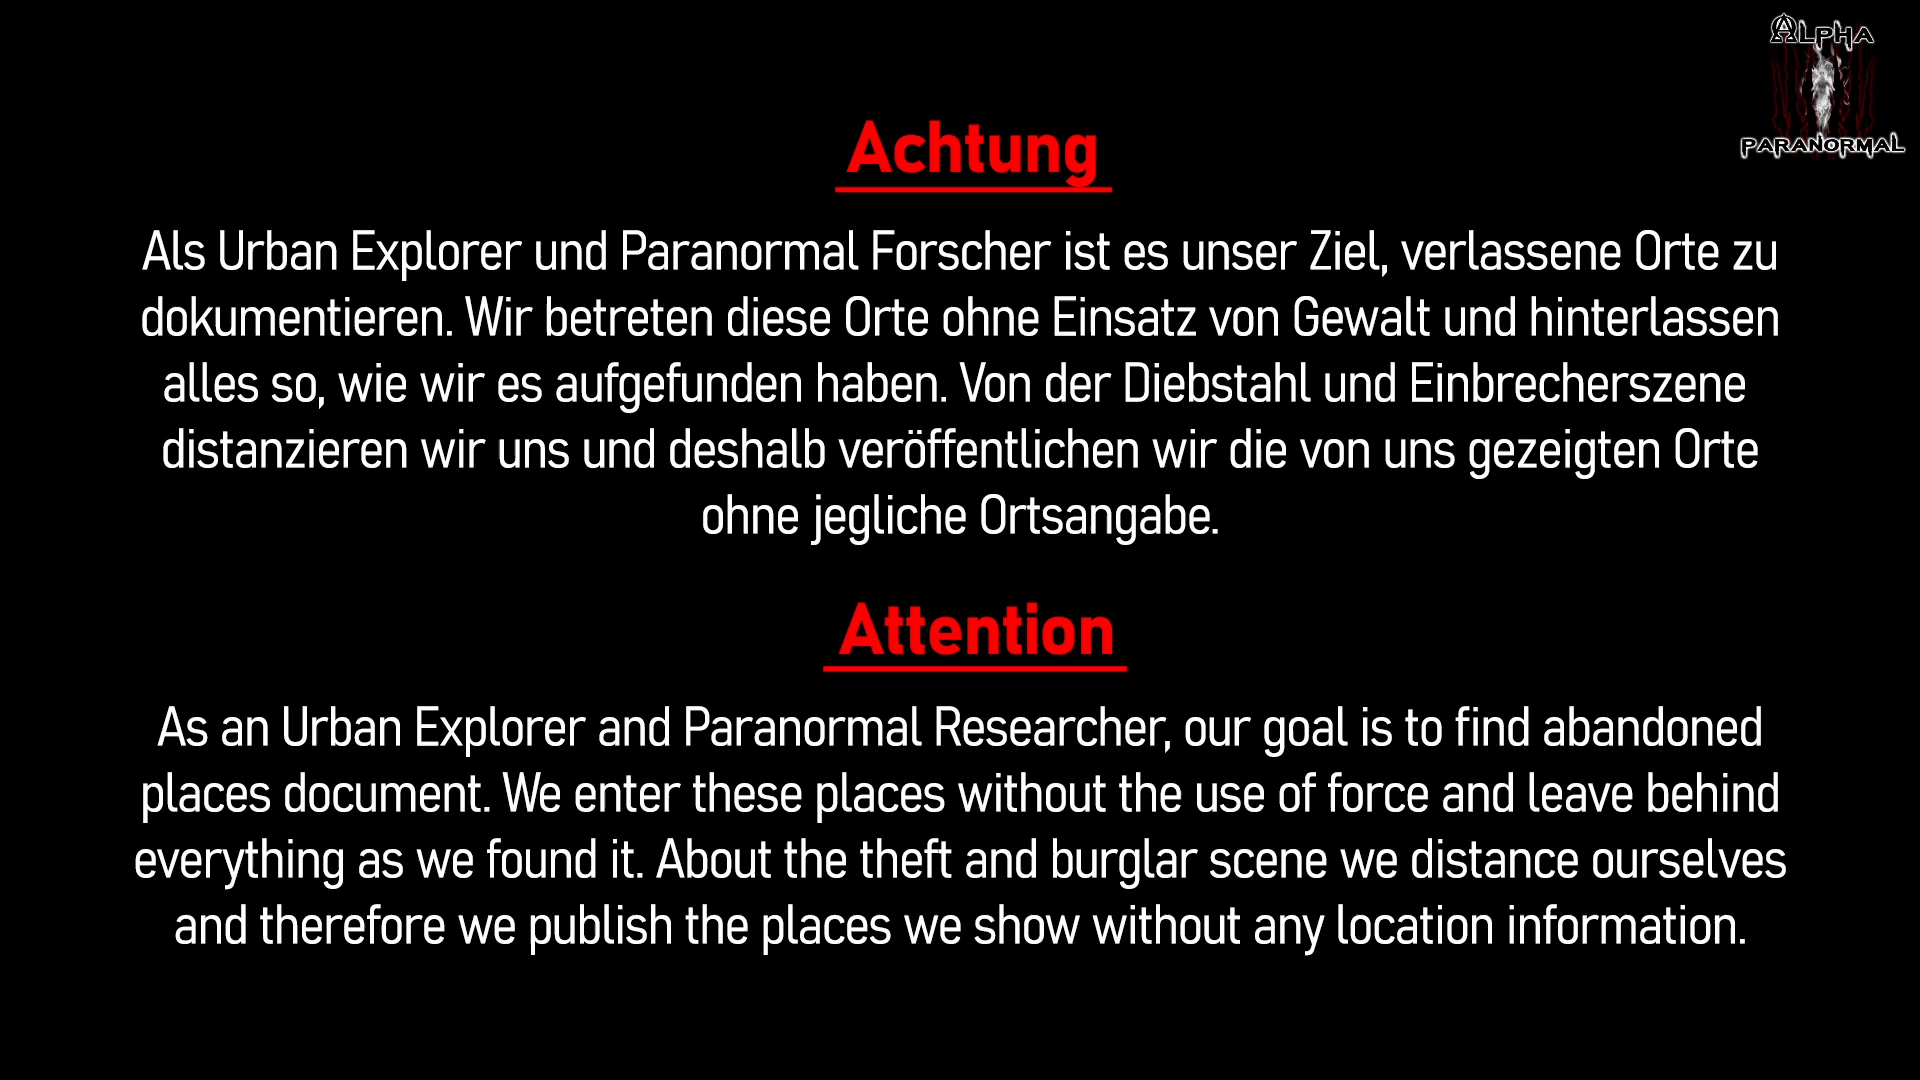 Alpha
Paranormal
Achtung
Als Urban Explorer und Paranormal Forscher ist es unser Ziel, verlassene Orte zu
dokumentieren. Wir betreten diese Orte ohne Einsatz von Gewalt und hinterlassen
alles so, wie wir es aufgefunden haben. Von der Diebstahl und Einbrecherszene
distanzieren wir uns und deshalb veröffentlichen wir die von uns gezeigten Orte
ohne jegliche Ortsangabe.
Attention
As an Urban Explorer and Paranormal Researcher, our goal is to find abandoned
places document. We enter these places without the use of force and leave behind
everything as we found it. About the theft and burglar scene we distance ourselves
and therefore we publish the places we show without any location information.